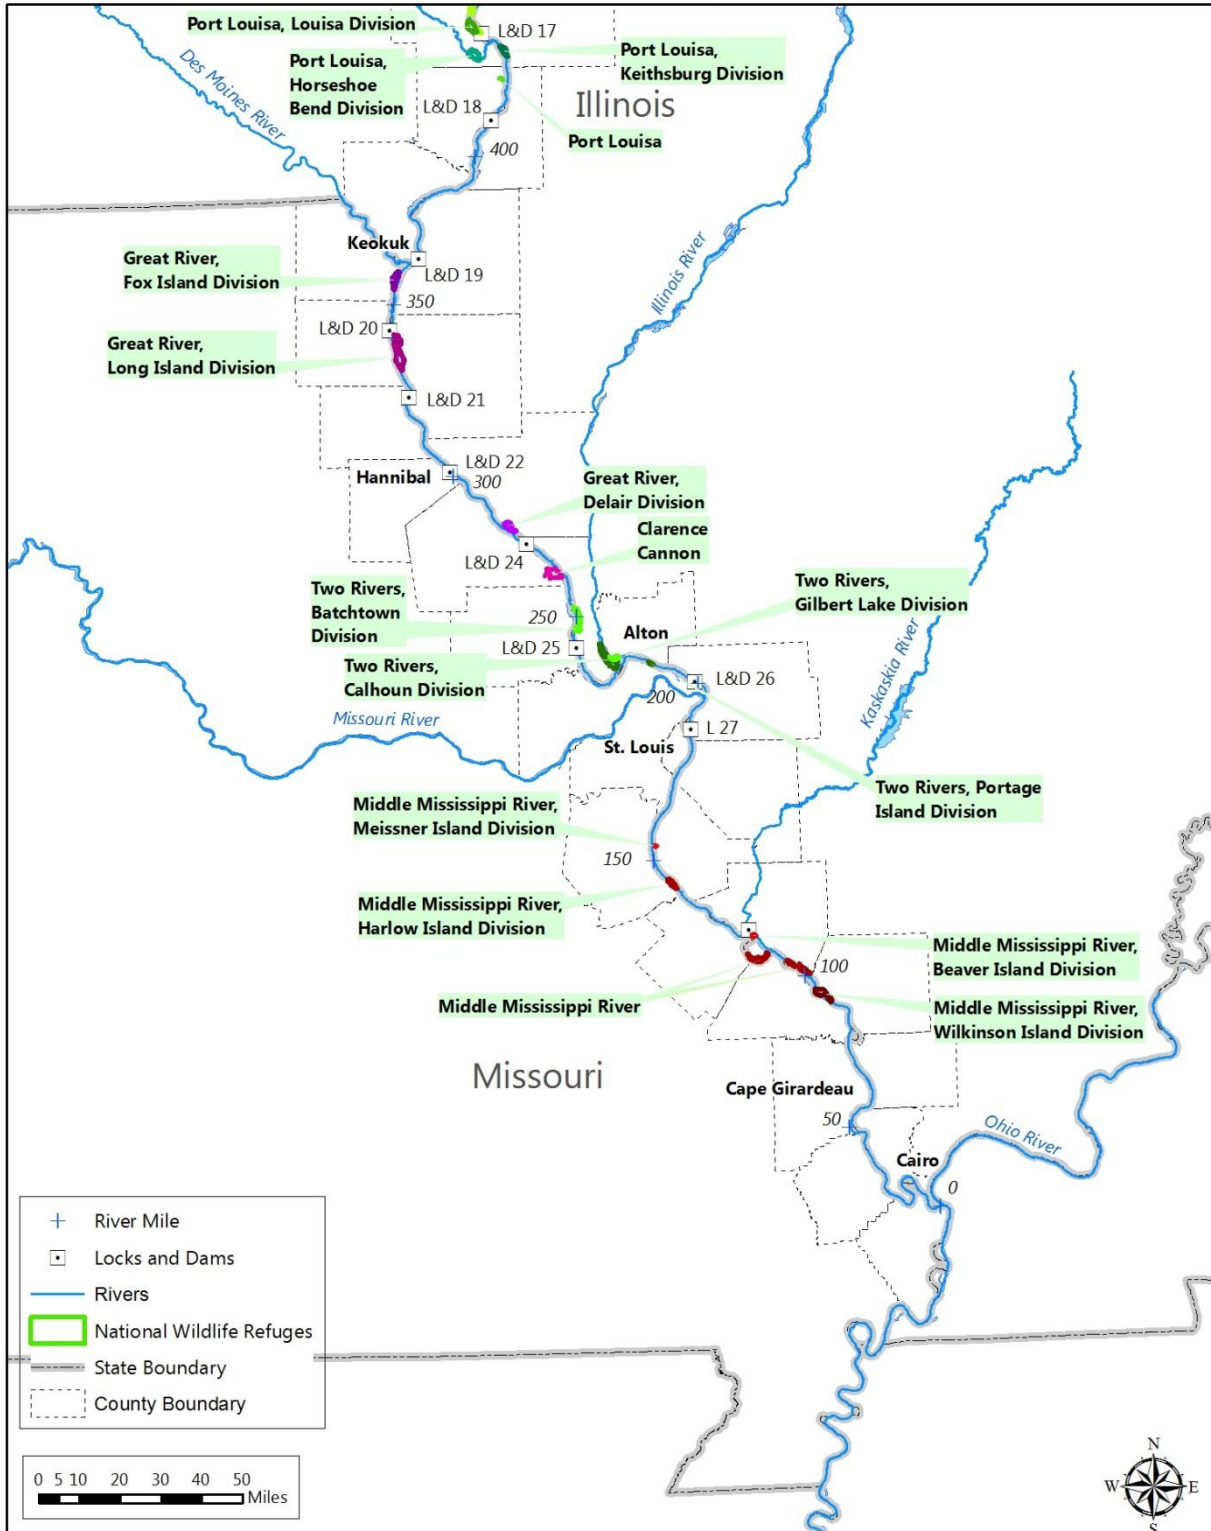 Port Louisa, Louisa Division
L&D 17
Port Louisa,
Horseshoe
Bend Division
Port Louisa,
Keithsburg Division
Des Moines River
Illinois
L&D 18
Port Louisa
400
Keokuk
L&D 19
Great River,
Fox Island Division
350
Illinois River
L&D 20
Great River,
Long Island Division
L&D 21
L&D 22
Hannibal
300
Great River,
Delair Division
Clarence
Cannon
L&D 24
Two Rivers,
Batchtown
Division
250
Two Rivers,
Gilbert Lake Division
Alton
L&D 25
Two Rivers,
Calhoun Division
Kaskaskia River
L&D 26
200
Missouri River
L 27
St. Louis
Two Rivers, Portage
Island Division
Middle Mississippi River,
Meissner Island Division
150
Middle Mississippi River,
Harlow Island Division
Middle Mississippi River,
Beaver Island Division
100
Middle Mississippi River
Middle Mississippi River,
Wilkinson Island Division
Missouri
Cape Girardeau
50
Ohio River
Cairo
0
River Mile
Locks and Dams
Rivers
National Wildlife Refuges
State Boundary
County Boundary
0 5 10 20 30 40 50
Miles
N
W E
S